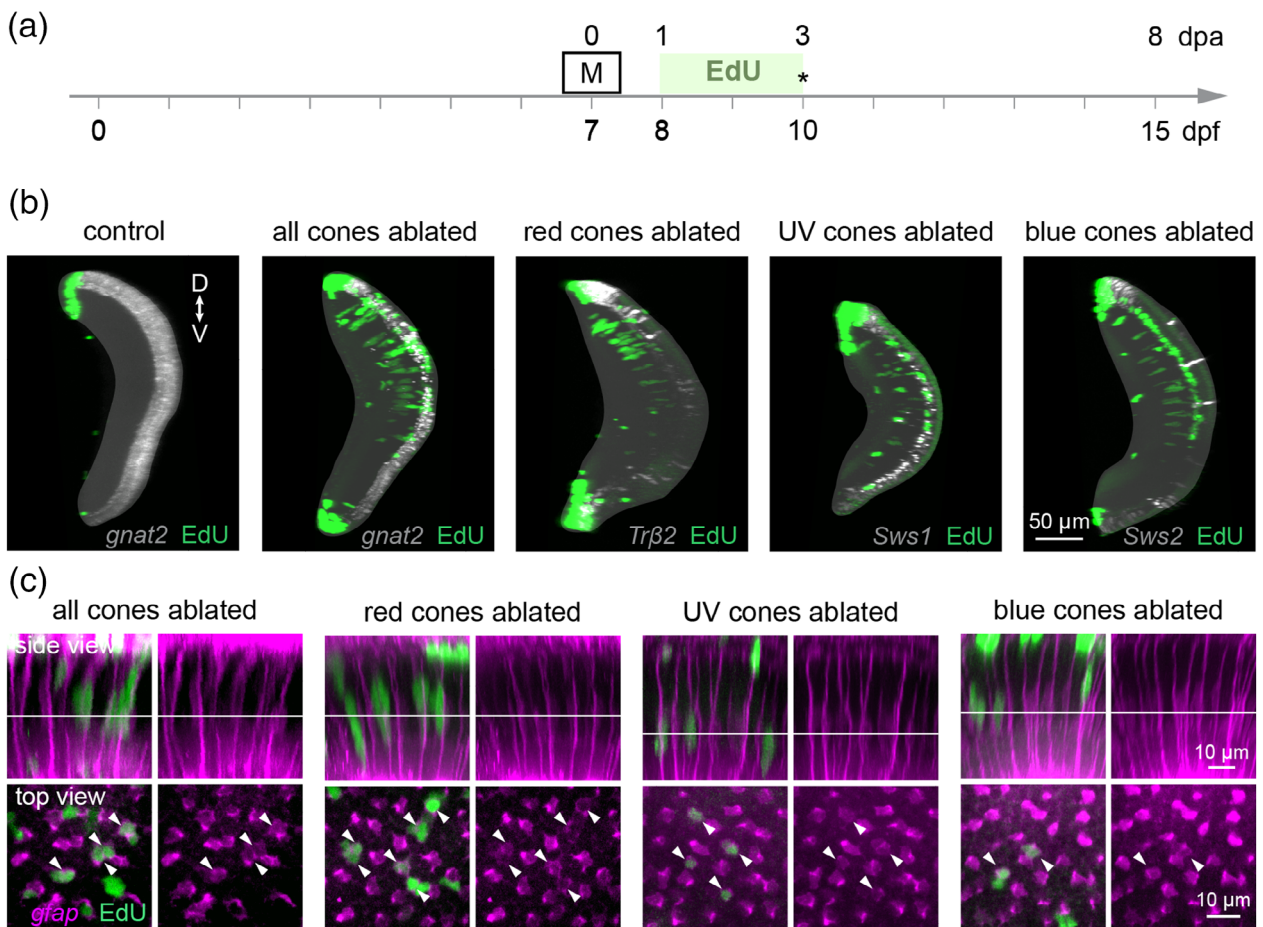 (a)
0 1 3 8 dpa
M EdU *
0 7 8 10 15 dpf
(b)
control all cones ablated red cones ablated UV cones ablated blue cones ablated
D
V
50 µm
gnat2 EdU gnat2 EdU Trβ2 EdU Sws1 EdU Sws2 EdU
(c)
all cones ablated red cones ablated UV cones ablated blue cones ablated
side view
10 µm
top view
gfap EdU 10 µm